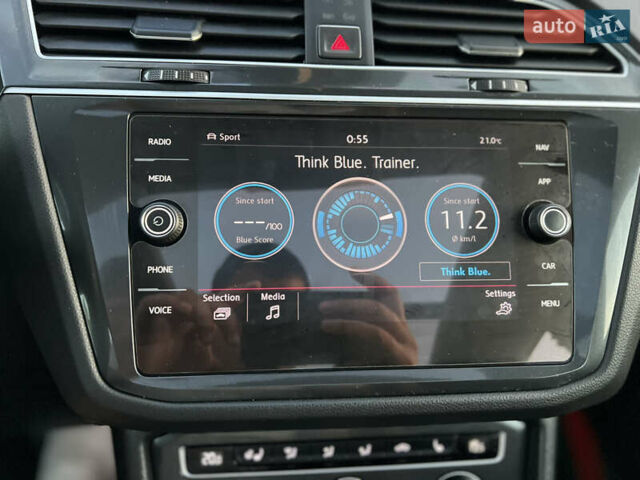 auto RIA
.com
RADIO
MEDIA
PHONE
VOICE
Sport 0:55 21.0°C
Think Blue. Trainer.
Since start
---/100
Blue Score
Since start
11.2
Ø km/l
Think Blue.
Selection Media Settings
NAV
APP
CAR
MENU